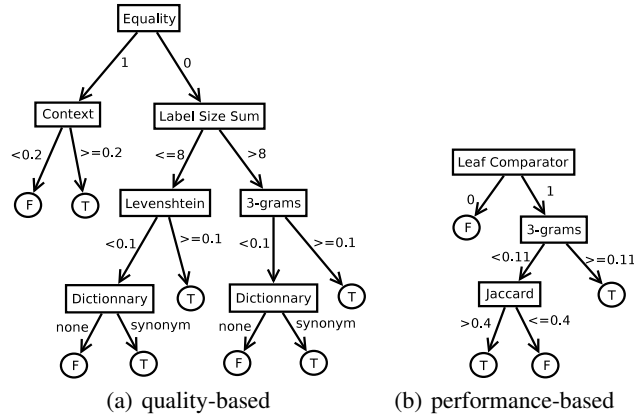 Equality
1
0
Context
Label Size Sum
<0.2
>=0.2
<=8
>8
Leaf Comparator
F
T
Levenshtein
3-grams
0
1
F
3-grams
<0.1
>=0.1
<0.1
>=0.1
<0.11
>=0.11
Dictionnary
T
Dictionnary
T
Jaccard
T
none
synonym
none
synonym
>0.4
<=0.4
F
T
F
T
T
F
(a) quality-based
(b) performance-based